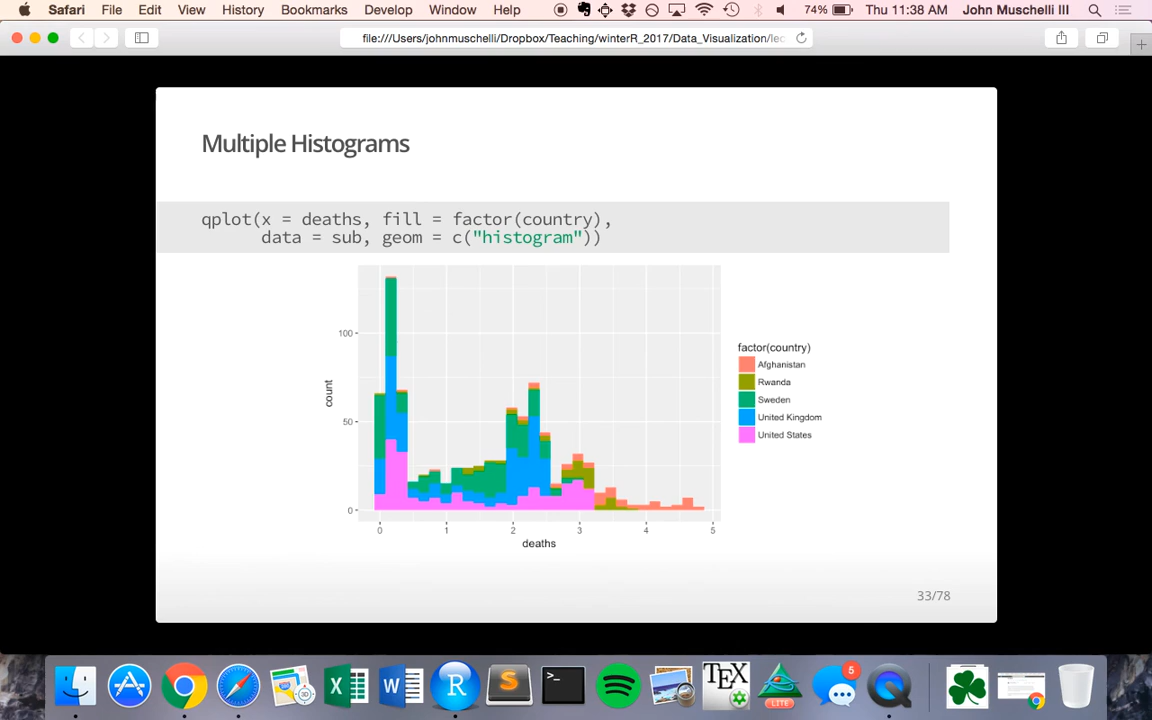 Safari File Edit View History Bookmarks Develop Window Help 74% Thu 11:38 AM John Muschelli III
file:///Users/johnmuschelli/Dropbox/Teaching/winterR_2017/Data_Visualization/lec
Multiple Histograms
qplot(x = deaths, fill = factor(country),
data = sub, geom = c("histogram"))
factor(country)
Afghanistan
Rwanda
Sweden
United Kingdom
United States
count
100
50
0
0 1 2 3 4 5
deaths
33/78
X W R S >_ TEX LITE 5